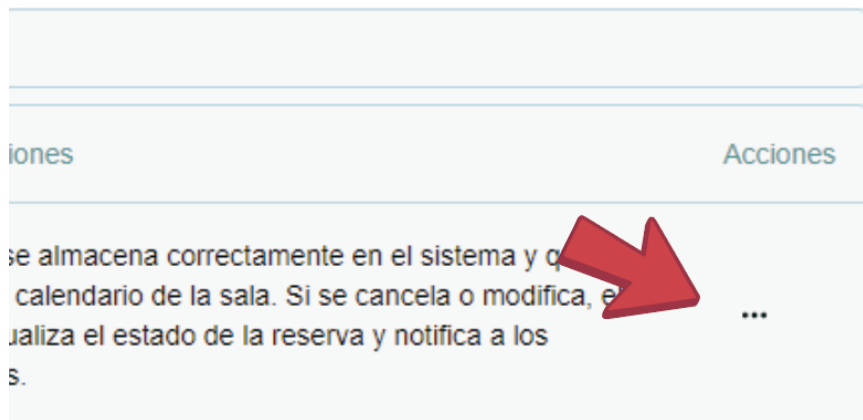 iones
Acciones
se almacena correctamente en el sistema y q
calendario de la sala. Si se cancela o modifica, e
ualiza el estado de la reserva y notifica a los
s.
...